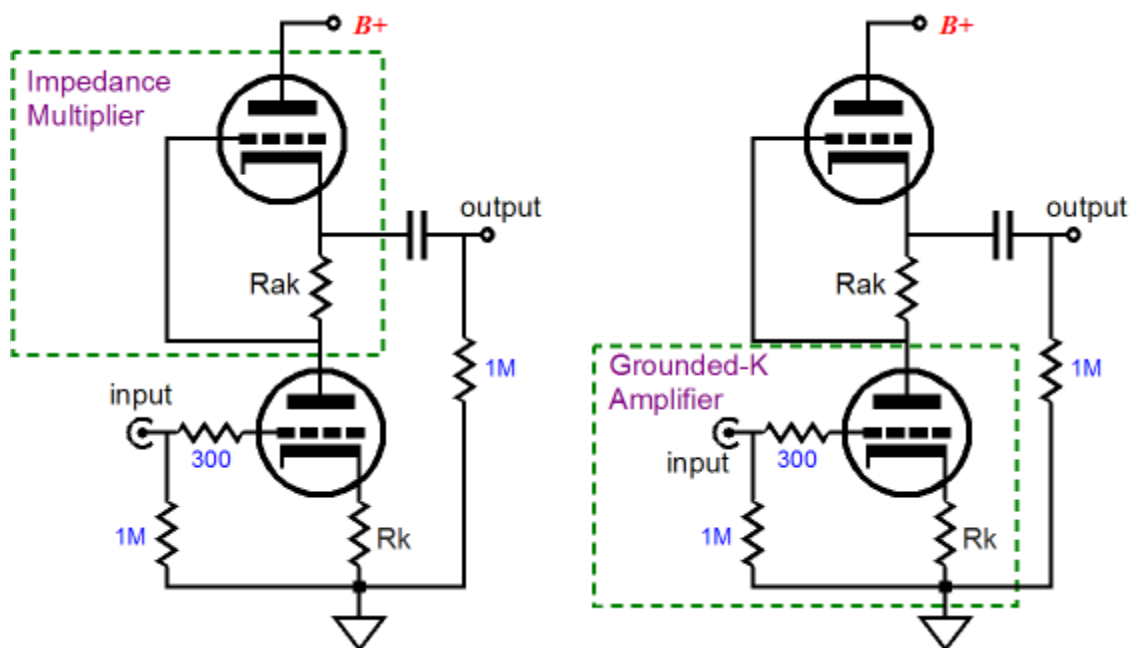 B+
Impedance
Multiplier
output
Rak
1M
input
300
1M
Rk
B+
output
Rak
Grounded-K
Amplifier
1M
input
300
1M
Rk